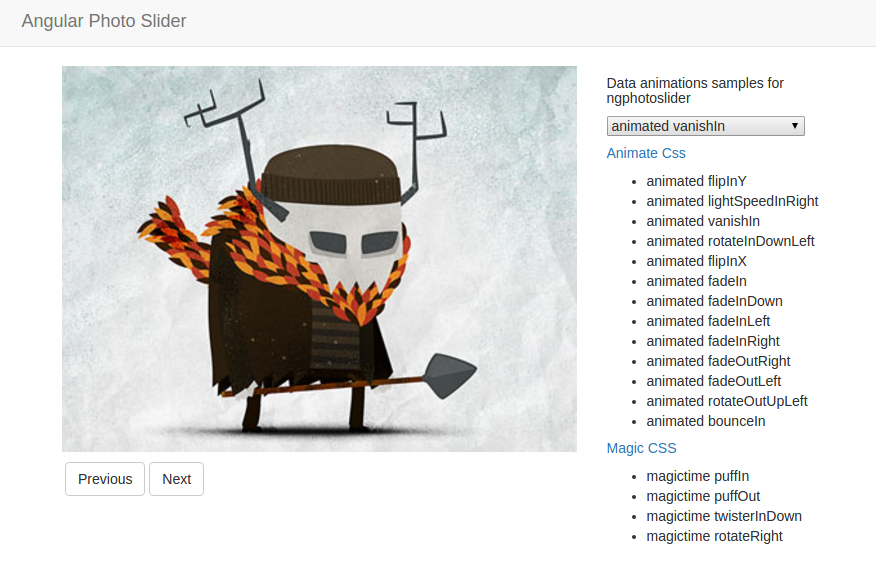 Angular Photo Slider
Data animations samples for
ngphotoslider
animated vanishIn
Animate Css
animated flipInY
animated lightSpeedInRight
animated vanishIn
animated rotateInDownLeft
animated flipInX
animated fadeIn
animated fadeInDown
animated fadeInLeft
animated fadeInRight
animated fadeOutRight
animated fadeOutLeft
animated rotateOutUpLeft
animated bounceIn
Magic CSS
magictime puffIn
magictime puffOut
magictime twisterInDown
magictime rotateRight
Previous Next